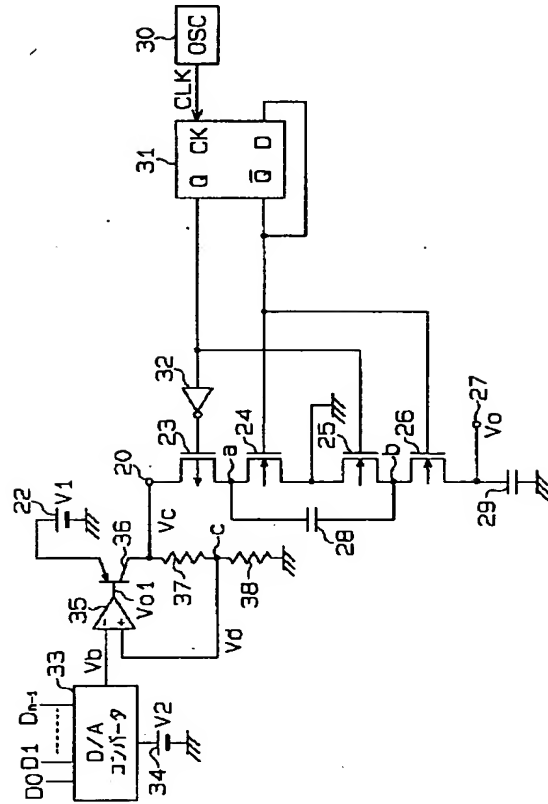 D0 D1 Dn-1
33
D/A
コンバータ
34
V2
Vb
Vd
35
Vo1
36
22
V1
20
Vc
37
c
38
23
a
24
28
25
b
26
27
Vo
29
32
31
Q CK
Q̅ D
CLK
30
OSC